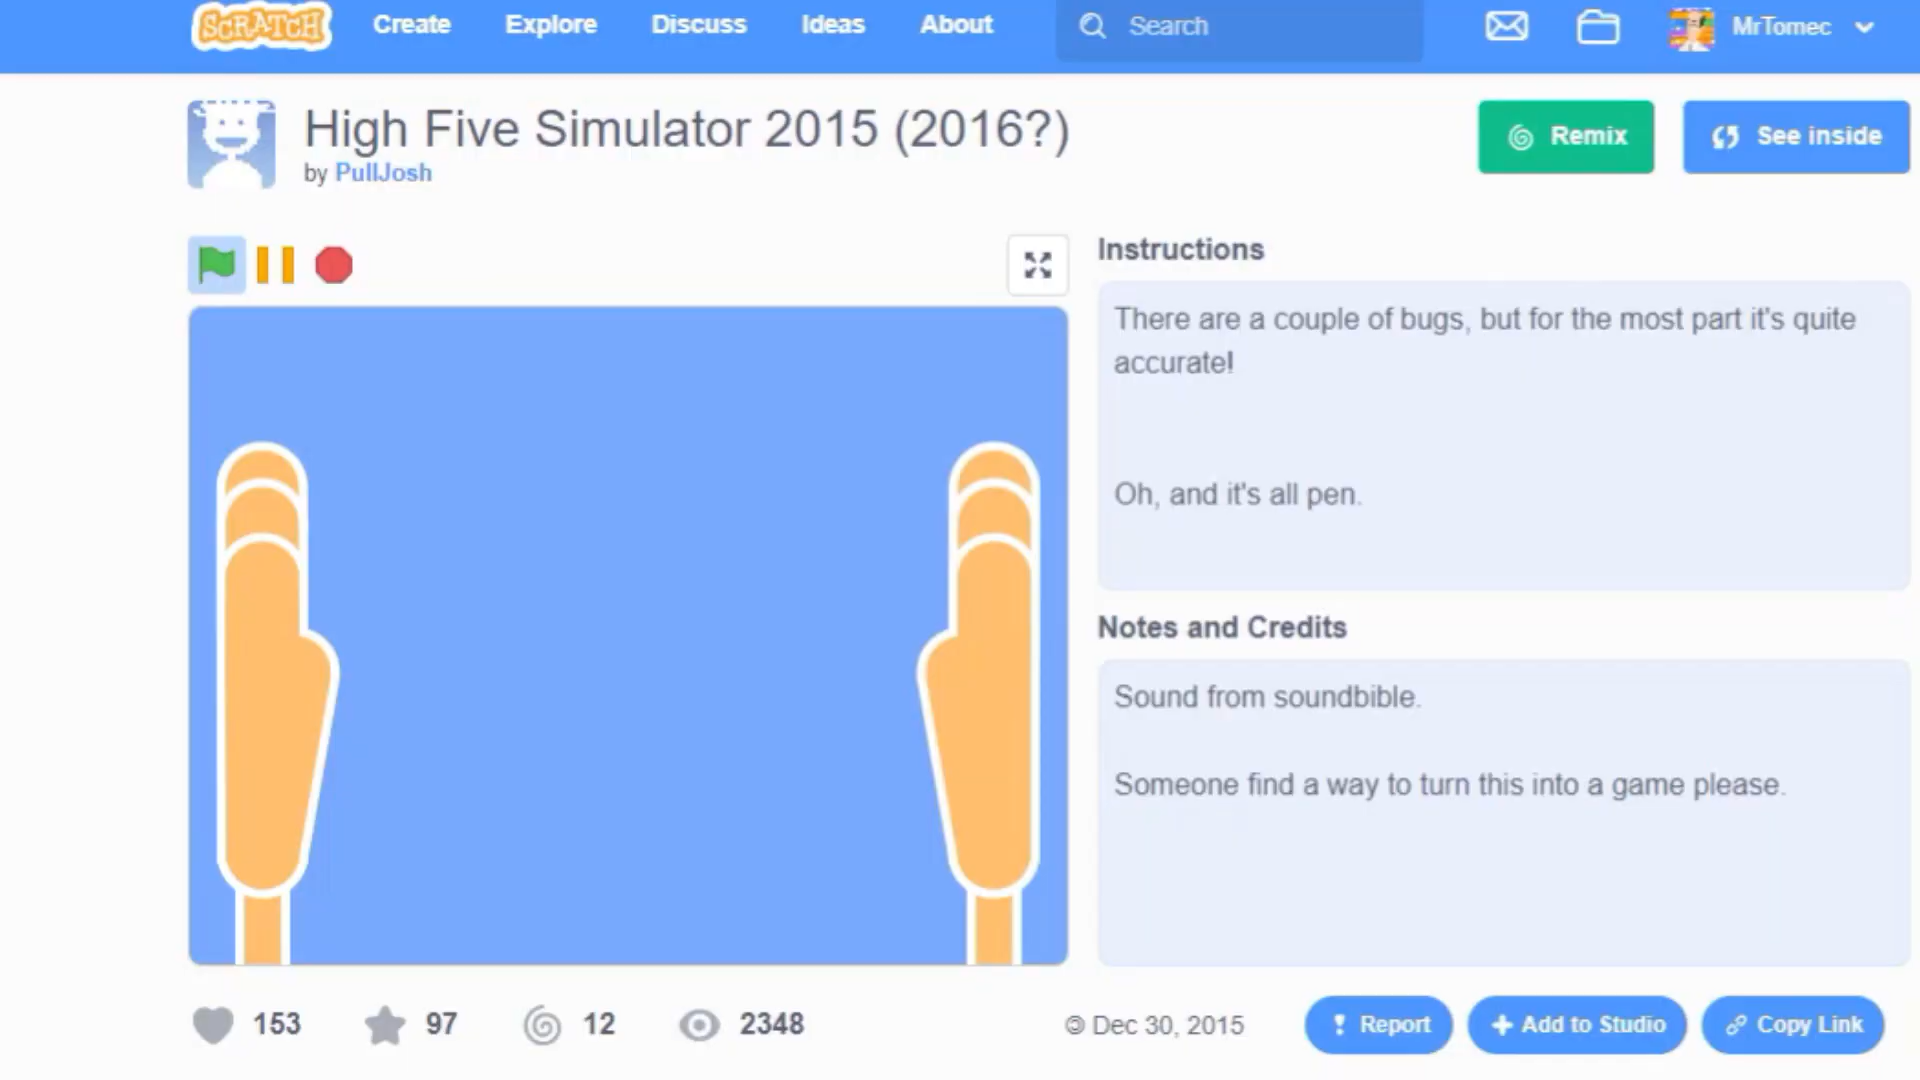 SCRATCH Create Explore Discuss Ideas About Search MrTomec
High Five Simulator 2015 (2016?)
by PullJosh
Remix See inside
Instructions
There are a couple of bugs, but for the most part it's quite
accurate!
Oh, and it's all pen.
Notes and Credits
Sound from soundbible.
Someone find a way to turn this into a game please.
153 97 12 2348 © Dec 30, 2015 Report Add to Studio Copy Link